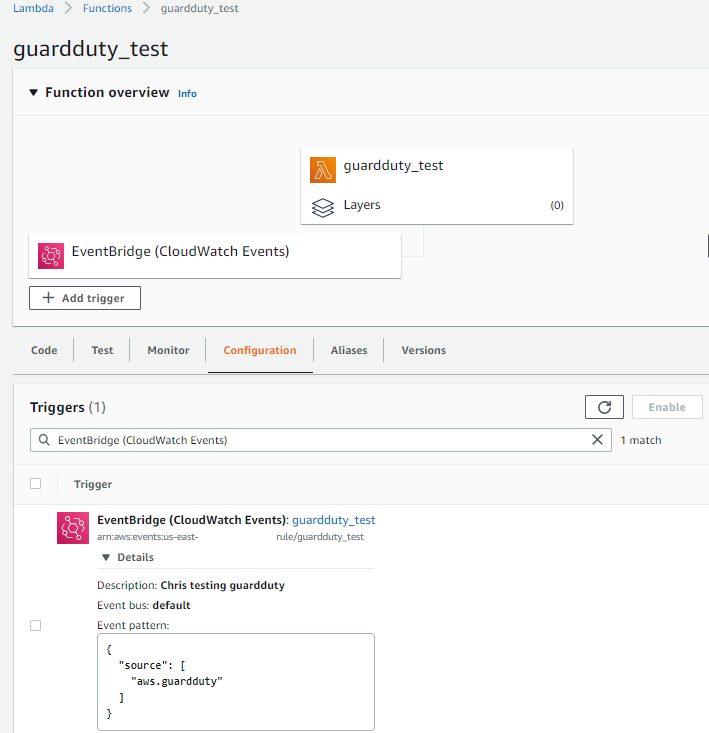 Lambda > Functions > guardduty_test
guardduty_test
Function overview Info
guardduty_test
Layers (0)
EventBridge (CloudWatch Events)
+ Add trigger
Code Test Monitor Configuration Aliases Versions
Triggers (1) Enable
EventBridge (CloudWatch Events) 1 match
Trigger
EventBridge (CloudWatch Events): guardduty_test
arn:aws:events:us-east- rule/guardduty_test
Details
Description: Chris testing guardduty
Event bus: default
Event pattern:
{
"source": [
"aws.guardduty"
]
}